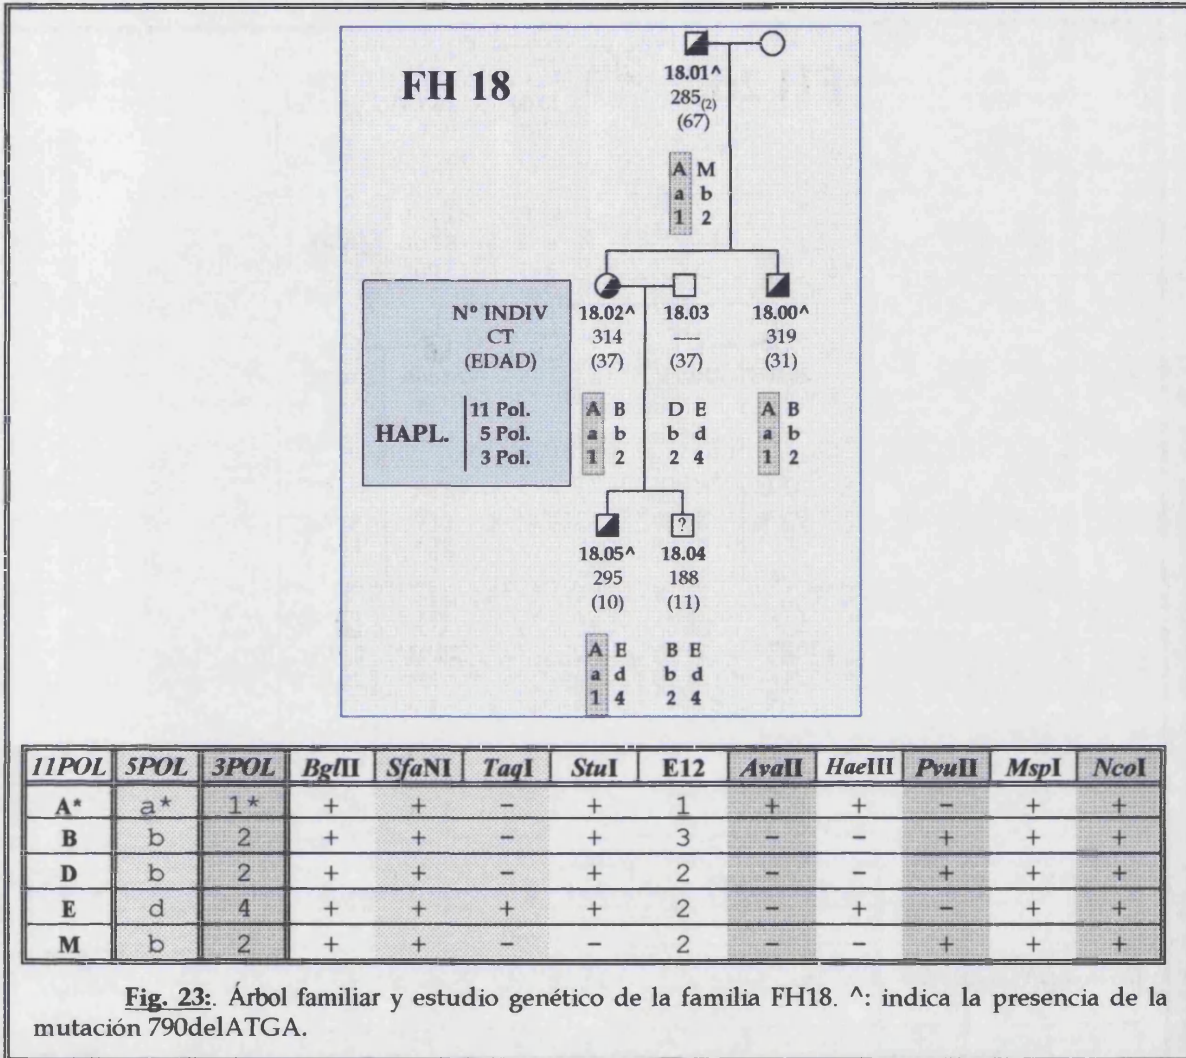 FH 18
18.01^
285(2)
(67)
A M
a b
1 2
Nº INDIV
CT
(EDAD)
HAPL.
11 Pol.
5 Pol.
3 Pol.
18.02^ 18.03 18.00^
314 ---- 319
(37) (37) (31)
A B D E A B
a b b d a b
1 2 2 4 1 2
?
18.05^ 18.04
295 188
(10) (11)
A E B E
a d b d
1 4 2 4
11POL 5POL 3POL BglII SfaNI TaqI StuI E12 AvaII HaeIII PvuII MspI NcoI
A* a* 1* + + - + 1 + + - + +
B b 2 + + - + 3 - - + + +
D b 2 + + - + 2 - - + + +
E d 4 + + + + 2 - + - + +
M b 2 + + - - 2 - - + + +
Fig. 23:. Árbol familiar y estudio genético de la familia FH18. ^: indica la presencia de la
mutación 790delATGA.